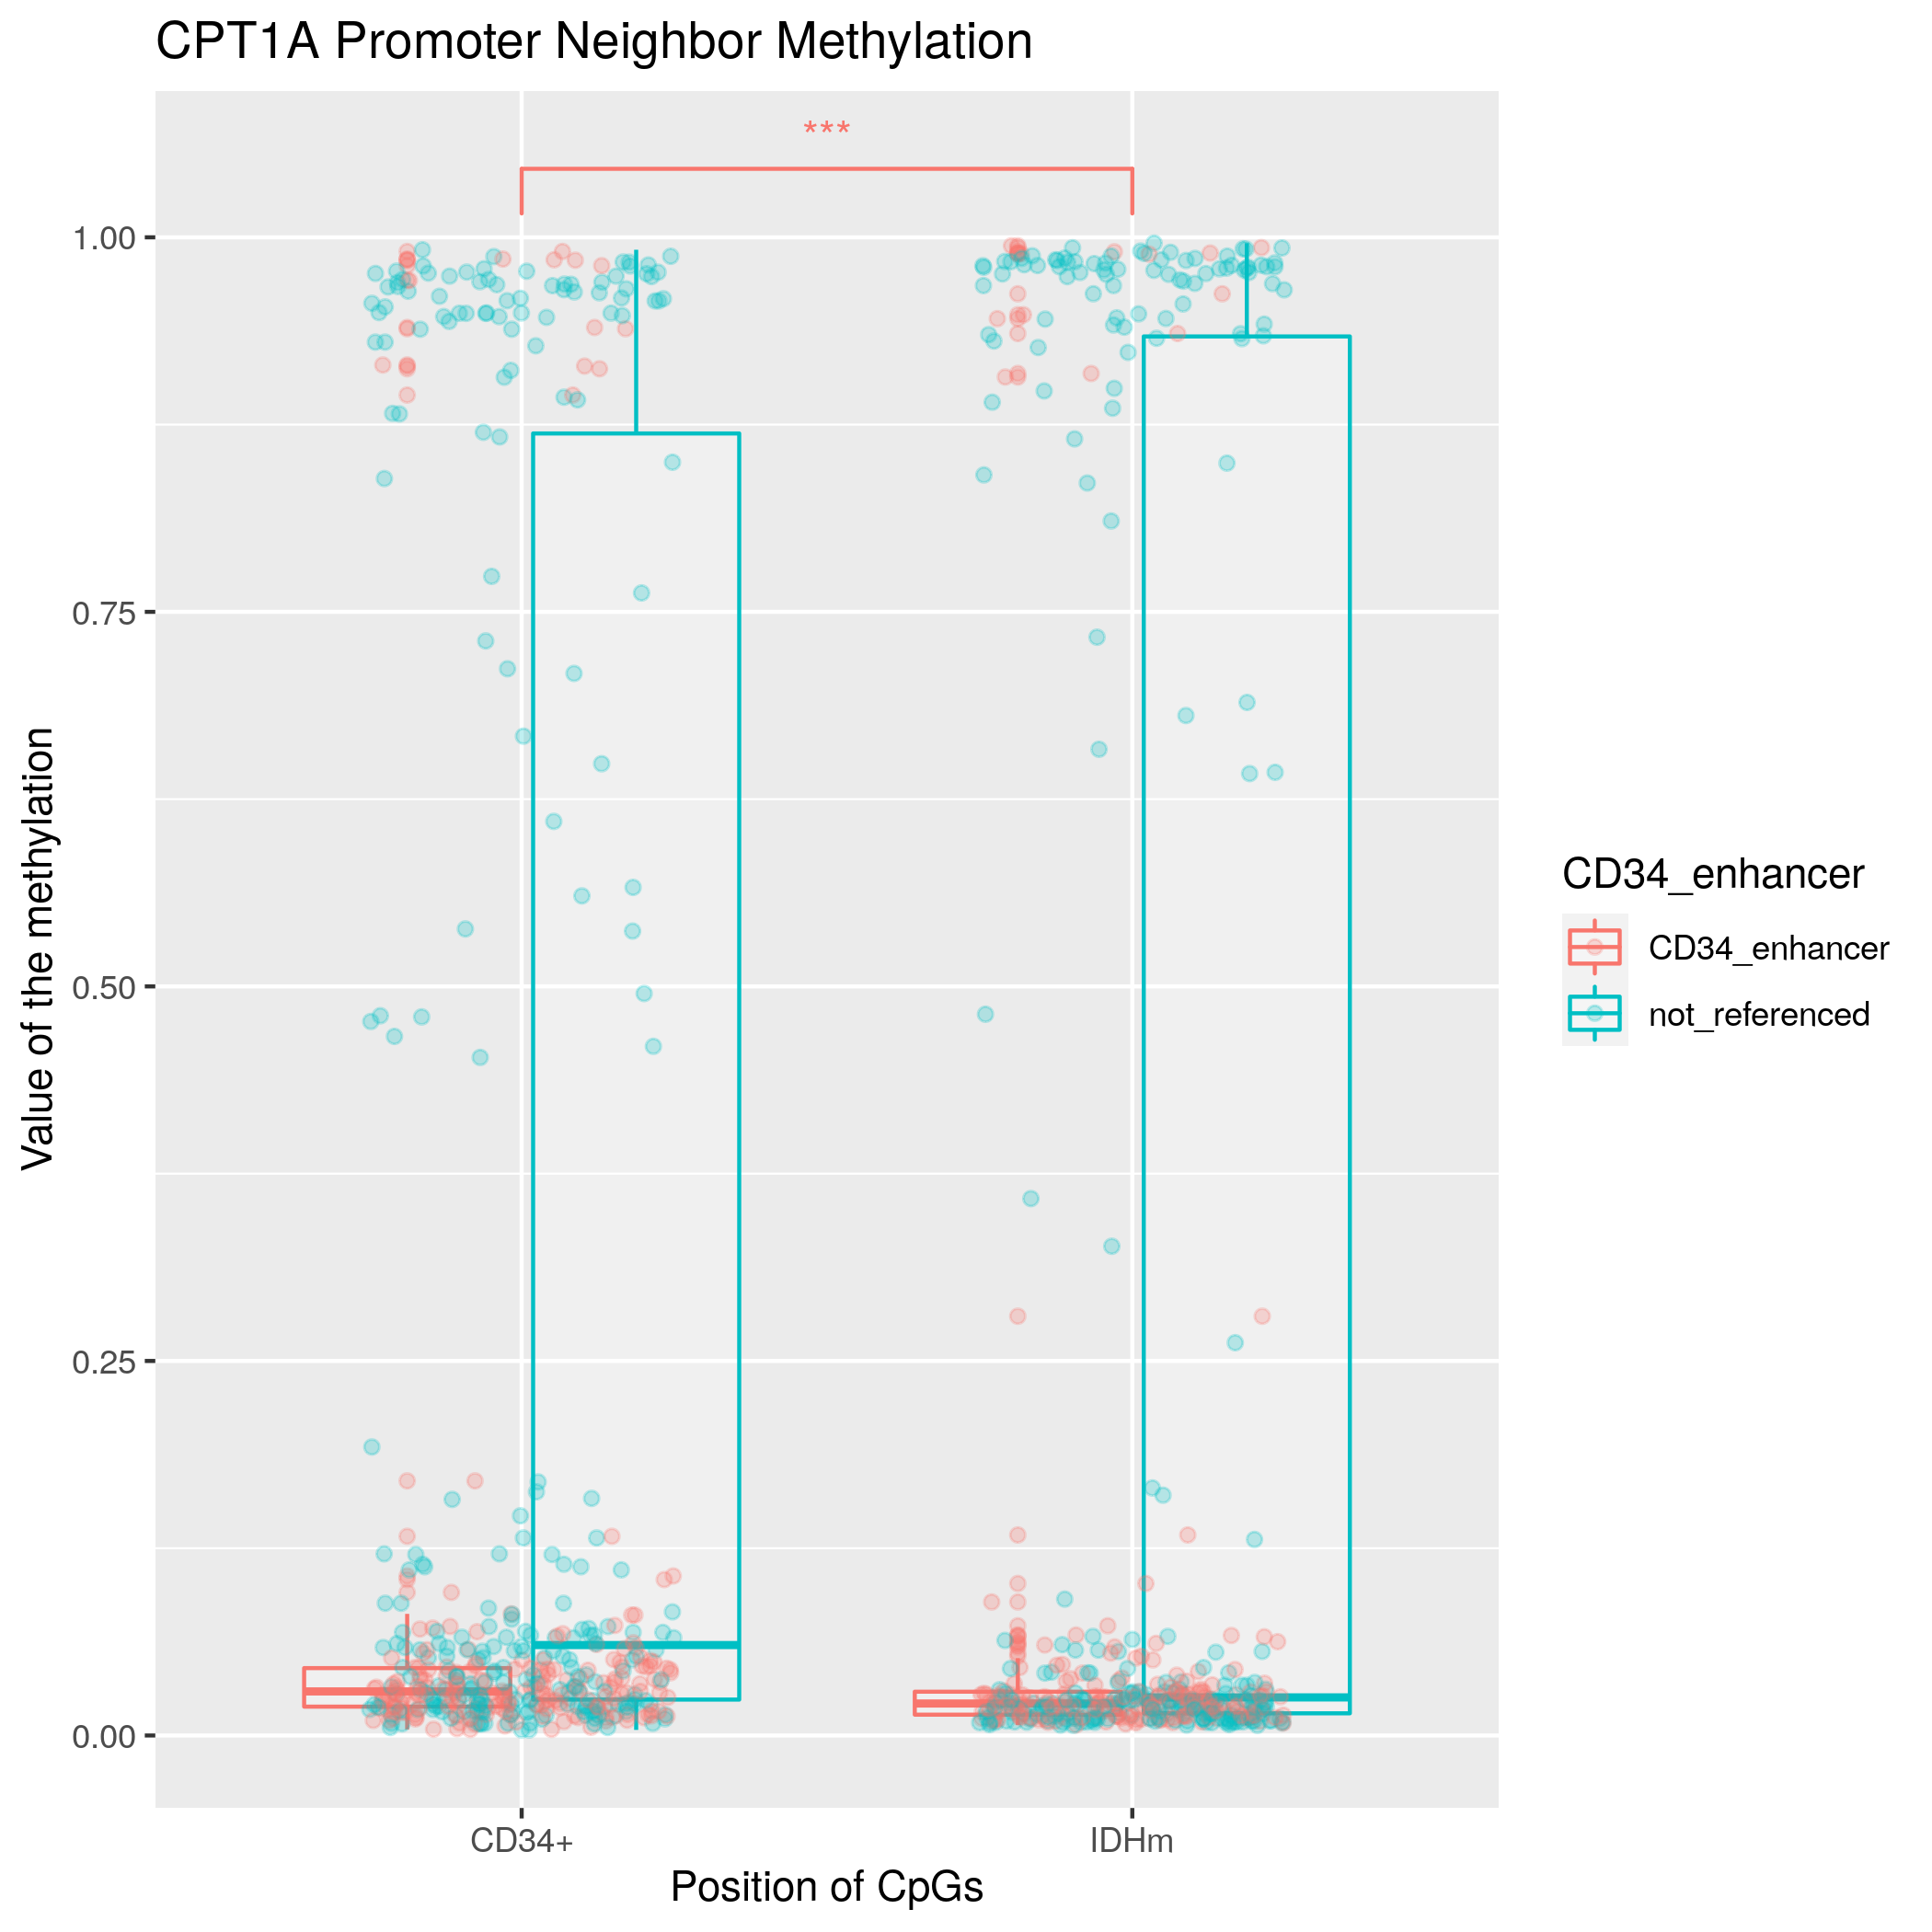 CPT1A Promoter Neighbor Methylation
***
1.00
0.75
0.50
0.25
0.00
Value of the methylation
CD34+
IDHm
Position of CpGs
CD34_enhancer
CD34_enhancer
not_referenced